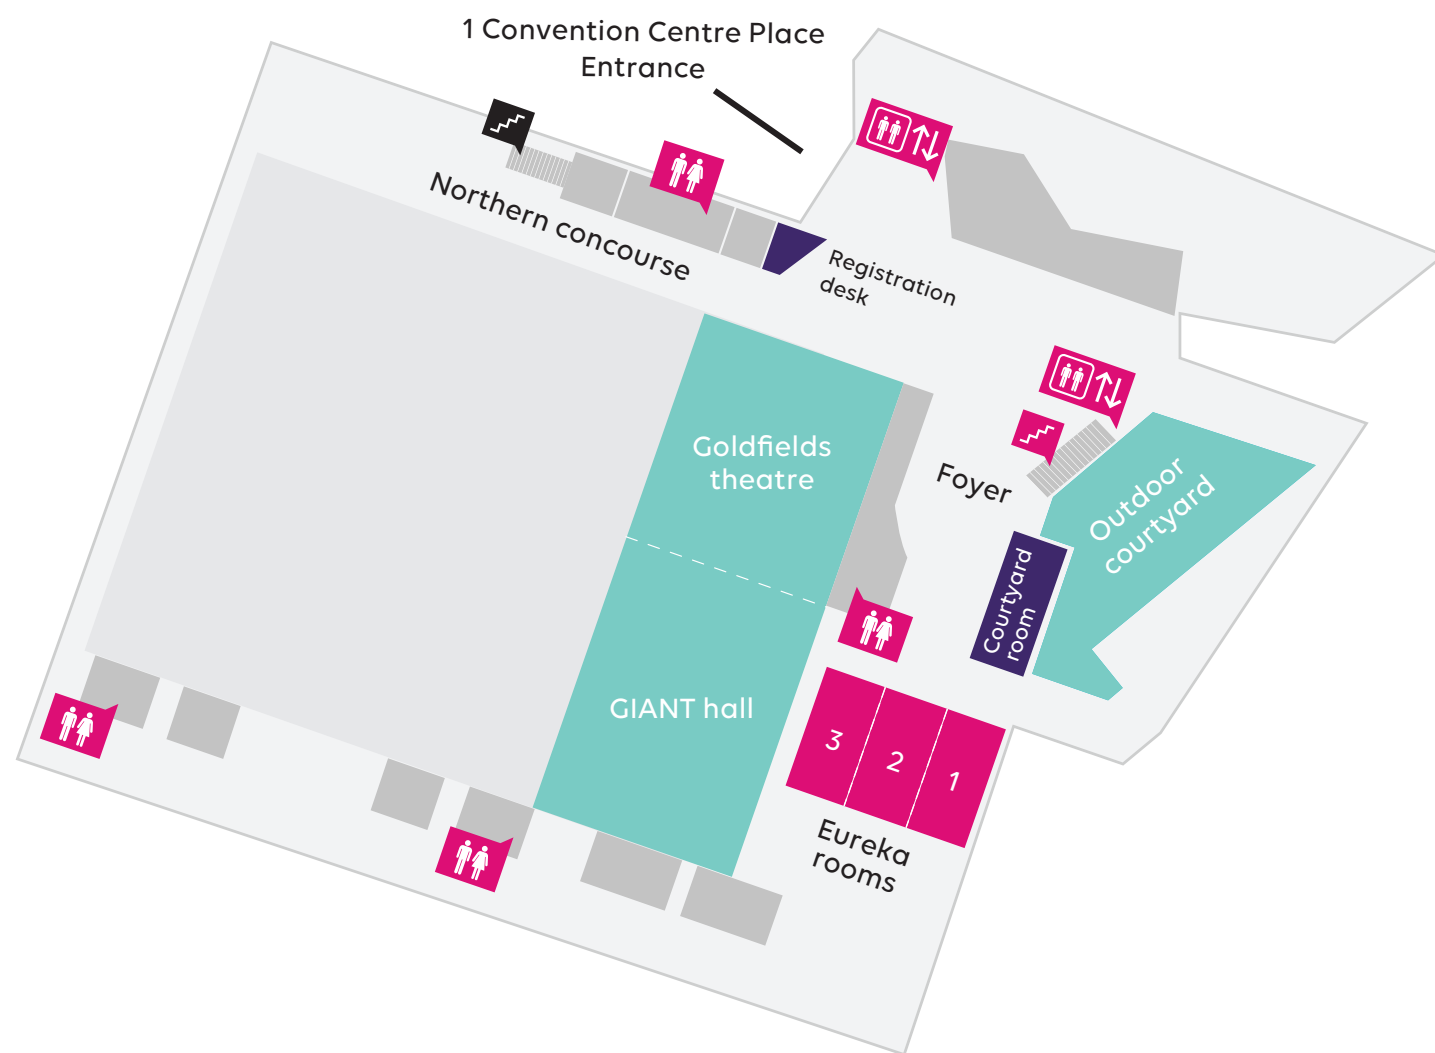 1 Convention Centre Place
Entrance
Northern concourse
Registration
desk
Goldfields
theatre
Foyer
Outdoor
courtyard
Courtyard
room
GIANT hall
3
2
1
Eureka
rooms